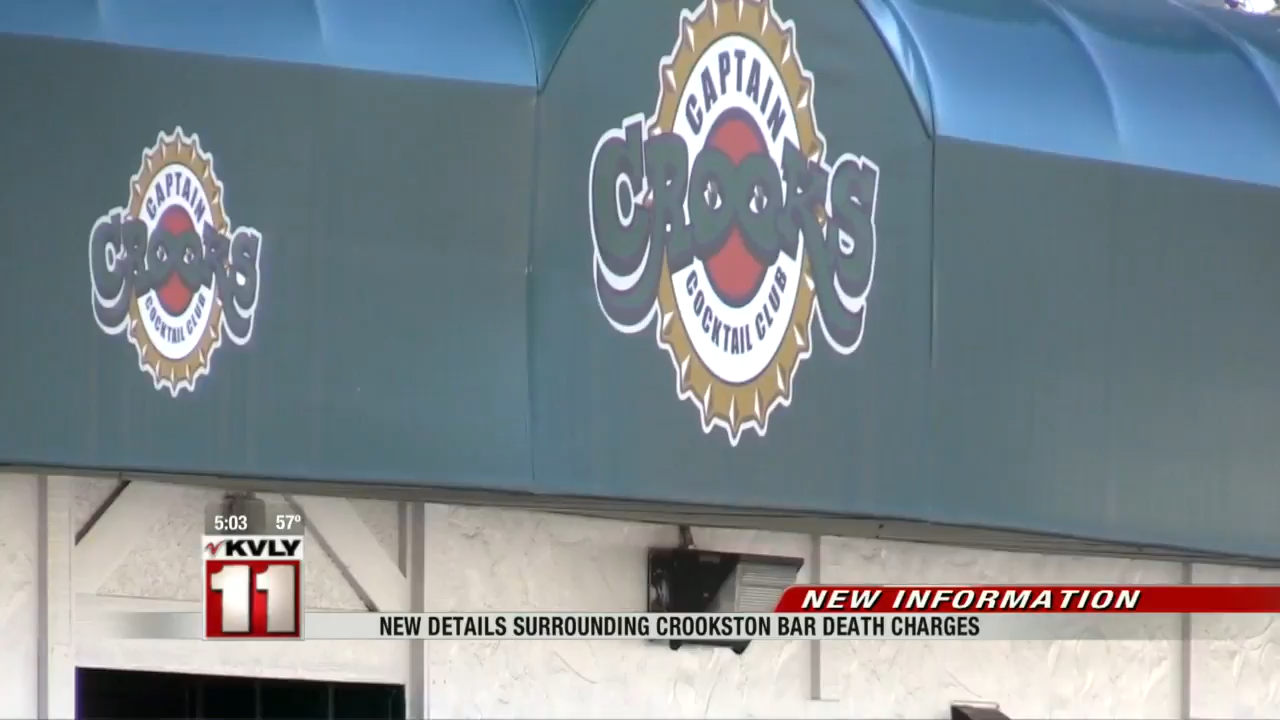 CAPTAIN
CROOKS
COCKTAIL CLUB
CAPTAIN
CROOKS
COCKTAIL CLUB
5:03 57º
KVLY
11
NEW INFORMATION
NEW DETAILS SURROUNDING CROOKSTON BAR DEATH CHARGES